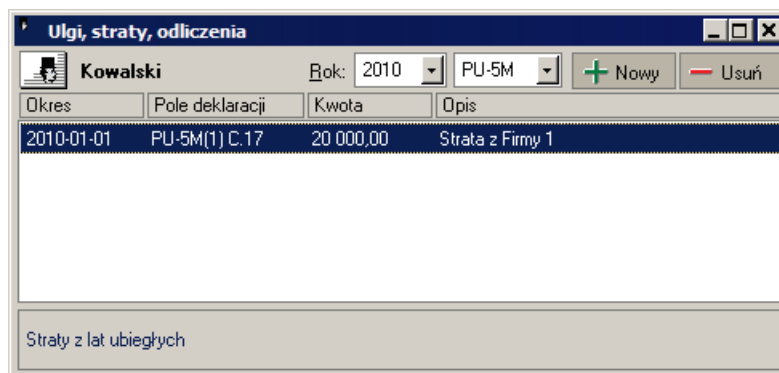 Ulgi, straty, odliczenia
Kowalski Rok: 2010 PU-5M Nowy Usuń
Okres Pole deklaracji Kwota Opis
2010-01-01 PU-5M(1) C.17 20 000,00 Strata z Firmy 1
Straty z lat ubiegłych